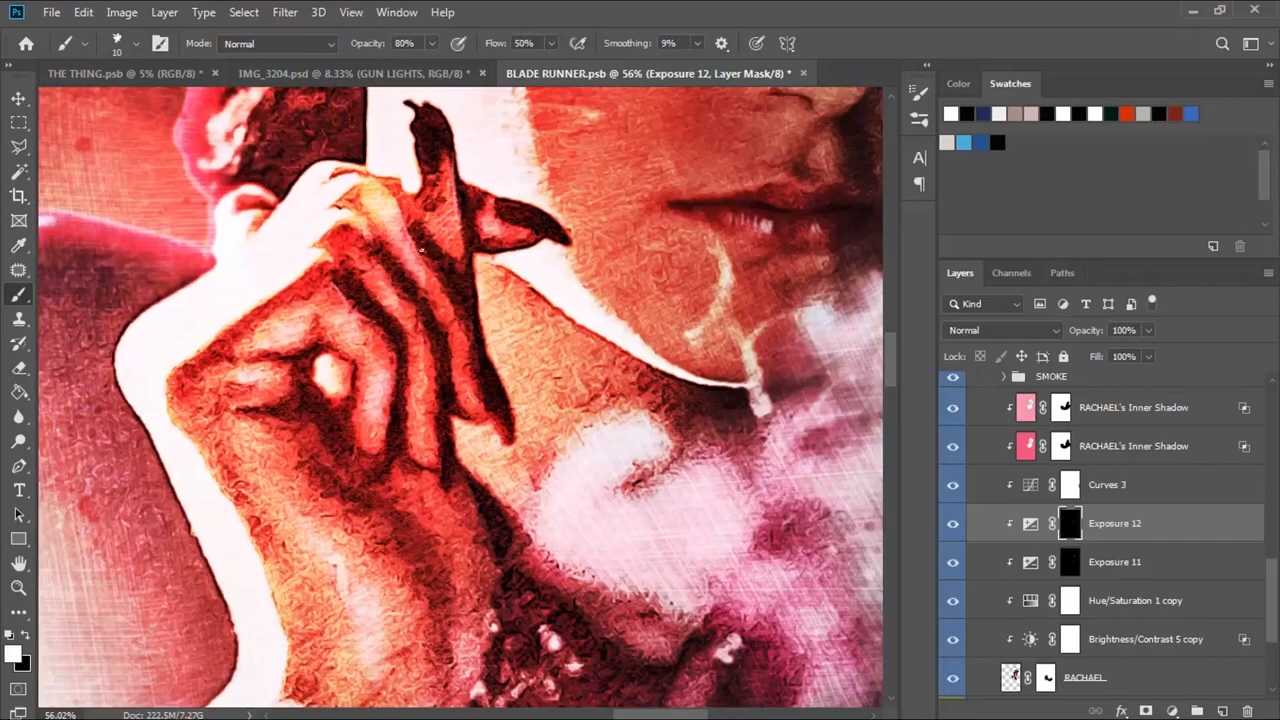 Ps File Edit Image Layer Type Select Filter 3D View Window Help
10 Mode: Normal Opacity: 80% Flow: 50% Smoothing: 9%
THE THING.psb @ 5% (RGB/8) * IMG_3204.psd @ 8.33% (GUN LIGHTS, RGB/8) * BLADE RUNNER.psb @ 56% (Exposure 12, Layer Mask/8) *
Color Swatches
Layers Channels Paths
Kind
Normal Opacity: 100%
Lock: Fill: 100%
SMOKE
RACHAEL's Inner Shadow
RACHAEL's Inner Shadow
Curves 3
Exposure 12
Exposure 11
Hue/Saturation 1 copy
Brightness/Contrast 5 copy
RACHAEL
56.02% Doc: 222.5M/7.27G